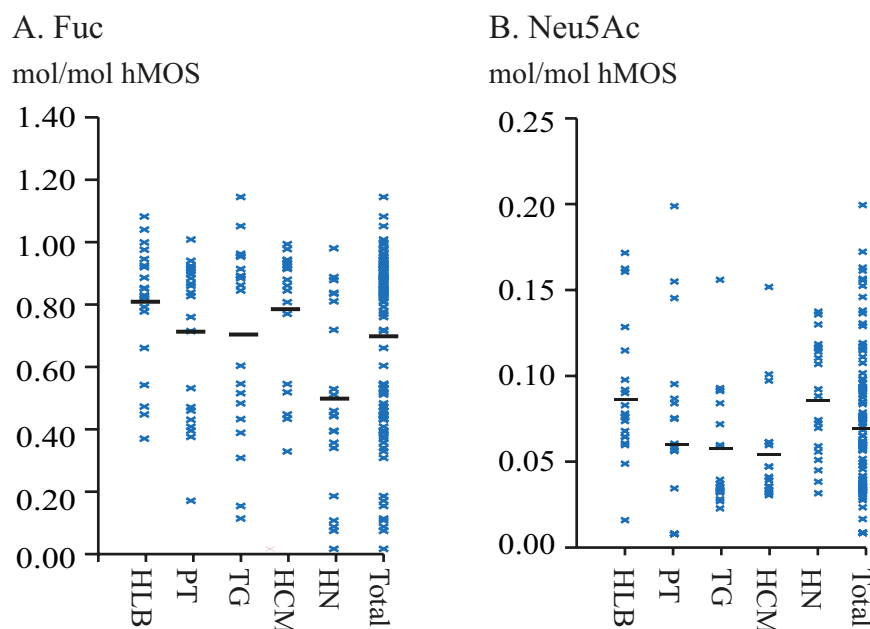 A. Fuc
mol/mol hMOS
1.40
1.20
1.00
0.80
0.60
0.40
0.20
0.00
HLB
PT
TG
HCM
HN
Total
B. Neu5Ac
mol/mol hMOS
0.25
0.20
0.15
0.10
0.05
0.00
HLB
PT
TG
HCM
HN
Total